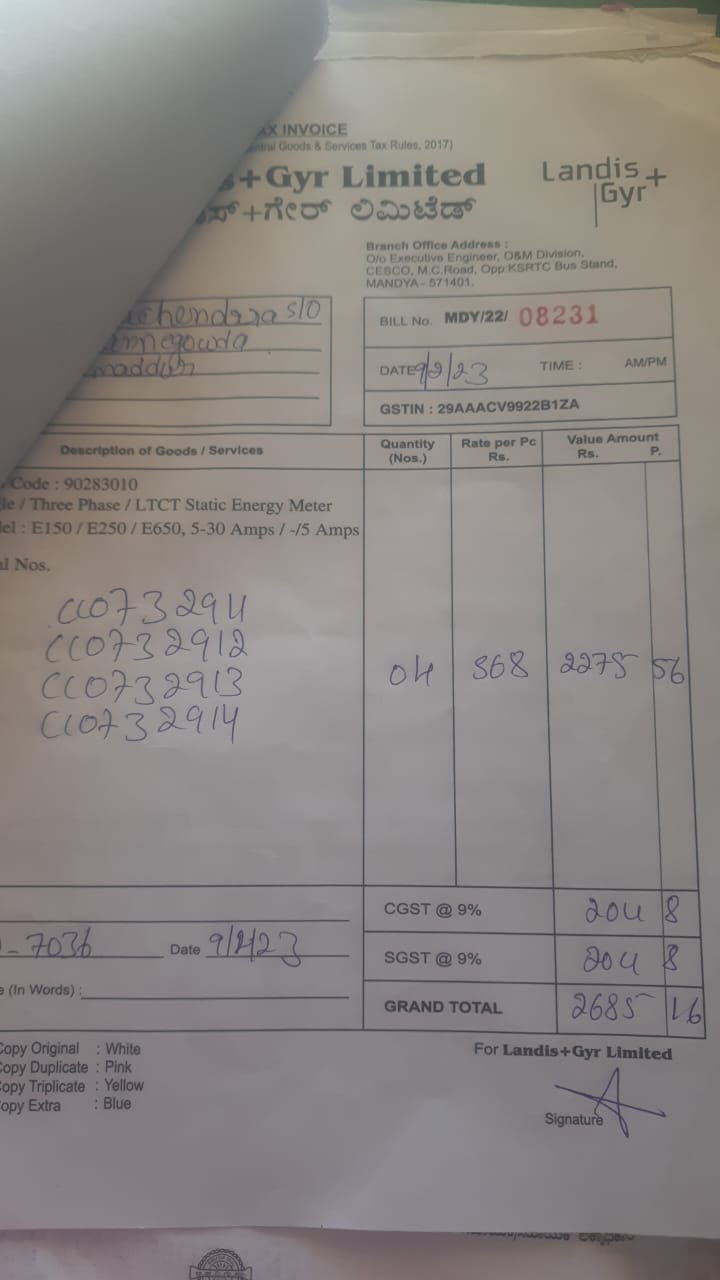 AX INVOICE
Goods & Services Tax Rules, 2017)
s+Gyr Limited
ಸ್+ಗೇರ್ ಲಿಮಿಟೆಡ್
Landis+
Gyr
Branch Office Address :
O/o Executive Engineer, O&M Division,
CESCO, M.C.Road, Opp:KSRTC Bus Stand,
MANDYA - 571401.
chendra s/o
nnegowda
BILL No. MDY/22/ 08231
DATE 9/2/23 TIME : AM/PM
GSTIN : 29AAACV9922B1ZA
Description of Goods / Services Quantity (Nos.) Rate per Pc Rs. Value Amount Rs. P.
Code : 90283010
le / Three Phase / LTCT Static Energy Meter
el : E150 / E250 / E650, 5-30 Amps / -/5 Amps
al Nos.
CC0732911
CC0732912
CC0732913
CC0732914
04 568 2275 56
CGST @ 9% 204 8
- 7036 Date 9/2/23
SGST @ 9% 204 8
e (In Words) :
GRAND TOTAL 2685 16
Copy Original : White
Copy Duplicate : Pink
Copy Triplicate : Yellow
Copy Extra : Blue
For Landis+Gyr Limited
Signature